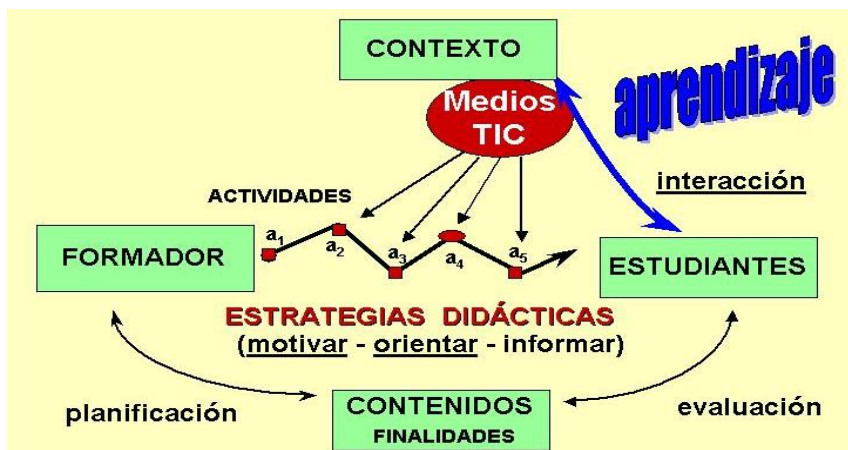 CONTEXTO
aprendizaje
Medios
TIC
interacción
ACTIVIDADES
a1
a2
a3
a4
a5
FORMADOR
ESTUDIANTES
ESTRATEGIAS DIDÁCTICAS
(motivar - orientar - informar)
planificación
CONTENIDOS
FINALIDADES
evaluación